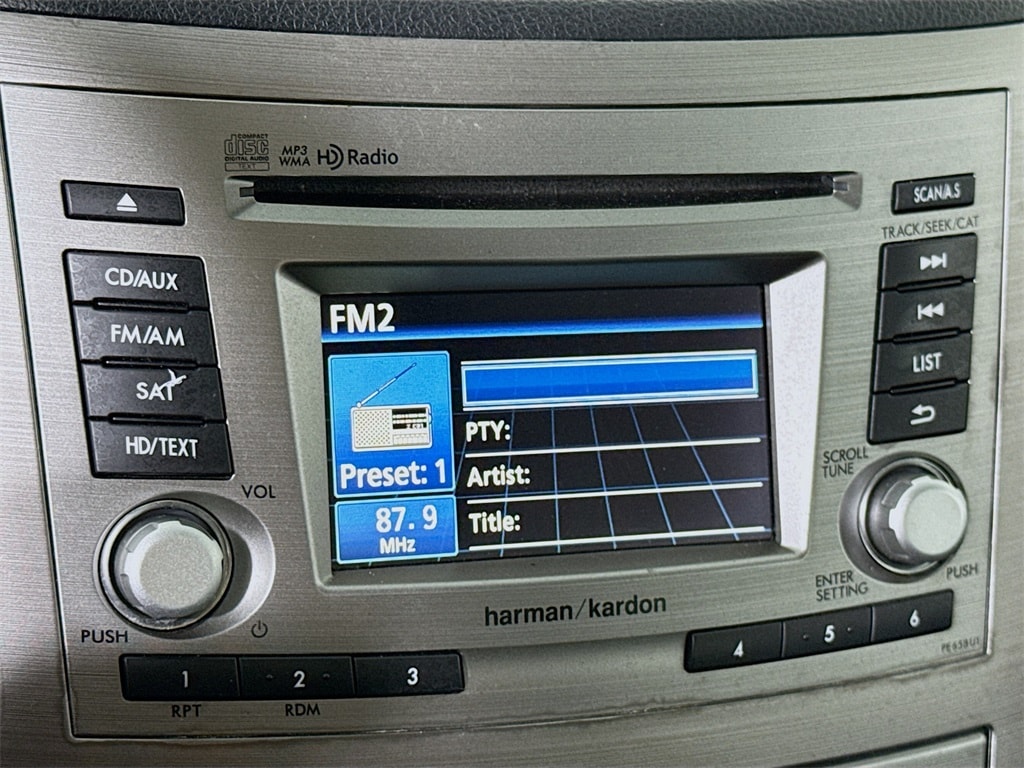 COMPACT
disc
DIGITAL AUDIO
TEXT
MP3
WMA
HD Radio
SCAN/A.S
TRACK/SEEK/CAT
CD/AUX
FM/AM
SAT
HD/TEXT
LIST
FM2
PTY:
Artist:
Title:
Preset: 1
87.9
MHz
SCROLL
TUNE
VOL
PUSH
ENTER
SETTING
PUSH
harman/kardon
1
2
3
4
5
6
RPT
RDM
PE658U1